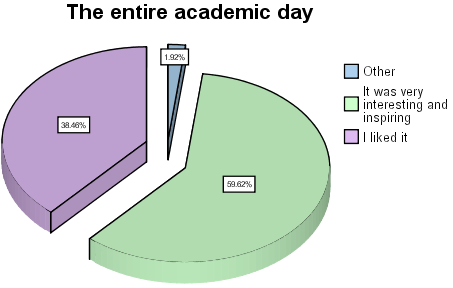 The entire academic day
1.92%
Other
It was very
interesting and
inspiring
I liked it
38.46%
59.62%